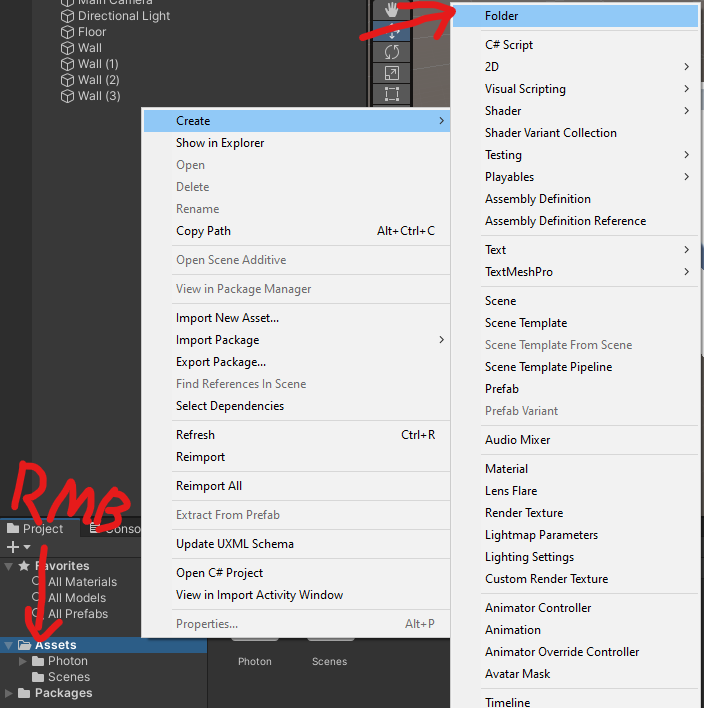 Main Camera
Directional Light
Floor
Wall
Wall (1)
Wall (2)
Wall (3)
Create
Show in Explorer
Open
Delete
Rename
Copy Path Alt+Ctrl+C
Open Scene Additive
View in Package Manager
Import New Asset...
Import Package
Export Package...
Find References In Scene
Select Dependencies
Refresh Ctrl+R
Reimport
Reimport All
Extract From Prefab
Update UXML Schema
Open C# Project
View in Import Activity Window
Properties... Alt+P
Folder
C# Script
2D
Visual Scripting
Shader
Shader Variant Collection
Testing
Playables
Assembly Definition
Assembly Definition Reference
Text
TextMeshPro
Scene
Scene Template
Scene Template From Scene
Scene Template Pipeline
Prefab
Prefab Variant
Audio Mixer
Material
Lens Flare
Render Texture
Lightmap Parameters
Lighting Settings
Custom Render Texture
Animator Controller
Animation
Animator Override Controller
Avatar Mask
Timeline
RMB
Project Conso
Favorites
All Materials
All Models
All Prefabs
Assets
Photon
Scenes
Packages
Photon Scenes